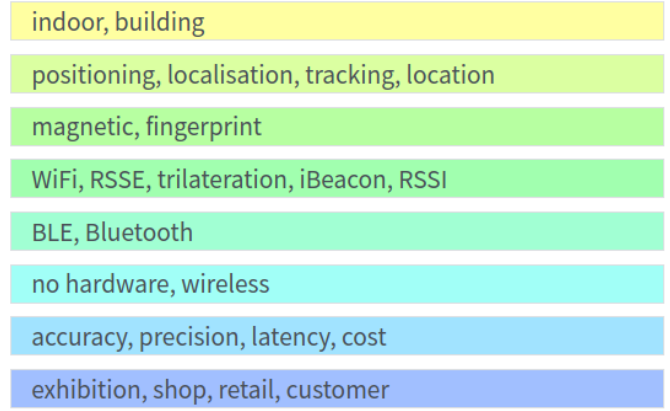 indoor, building
positioning, localisation, tracking, location
magnetic, fingerprint
WiFi, RSSE, trilateration, iBeacon, RSSI
BLE, Bluetooth
no hardware, wireless
accuracy, precision, latency, cost
exhibition, shop, retail, customer